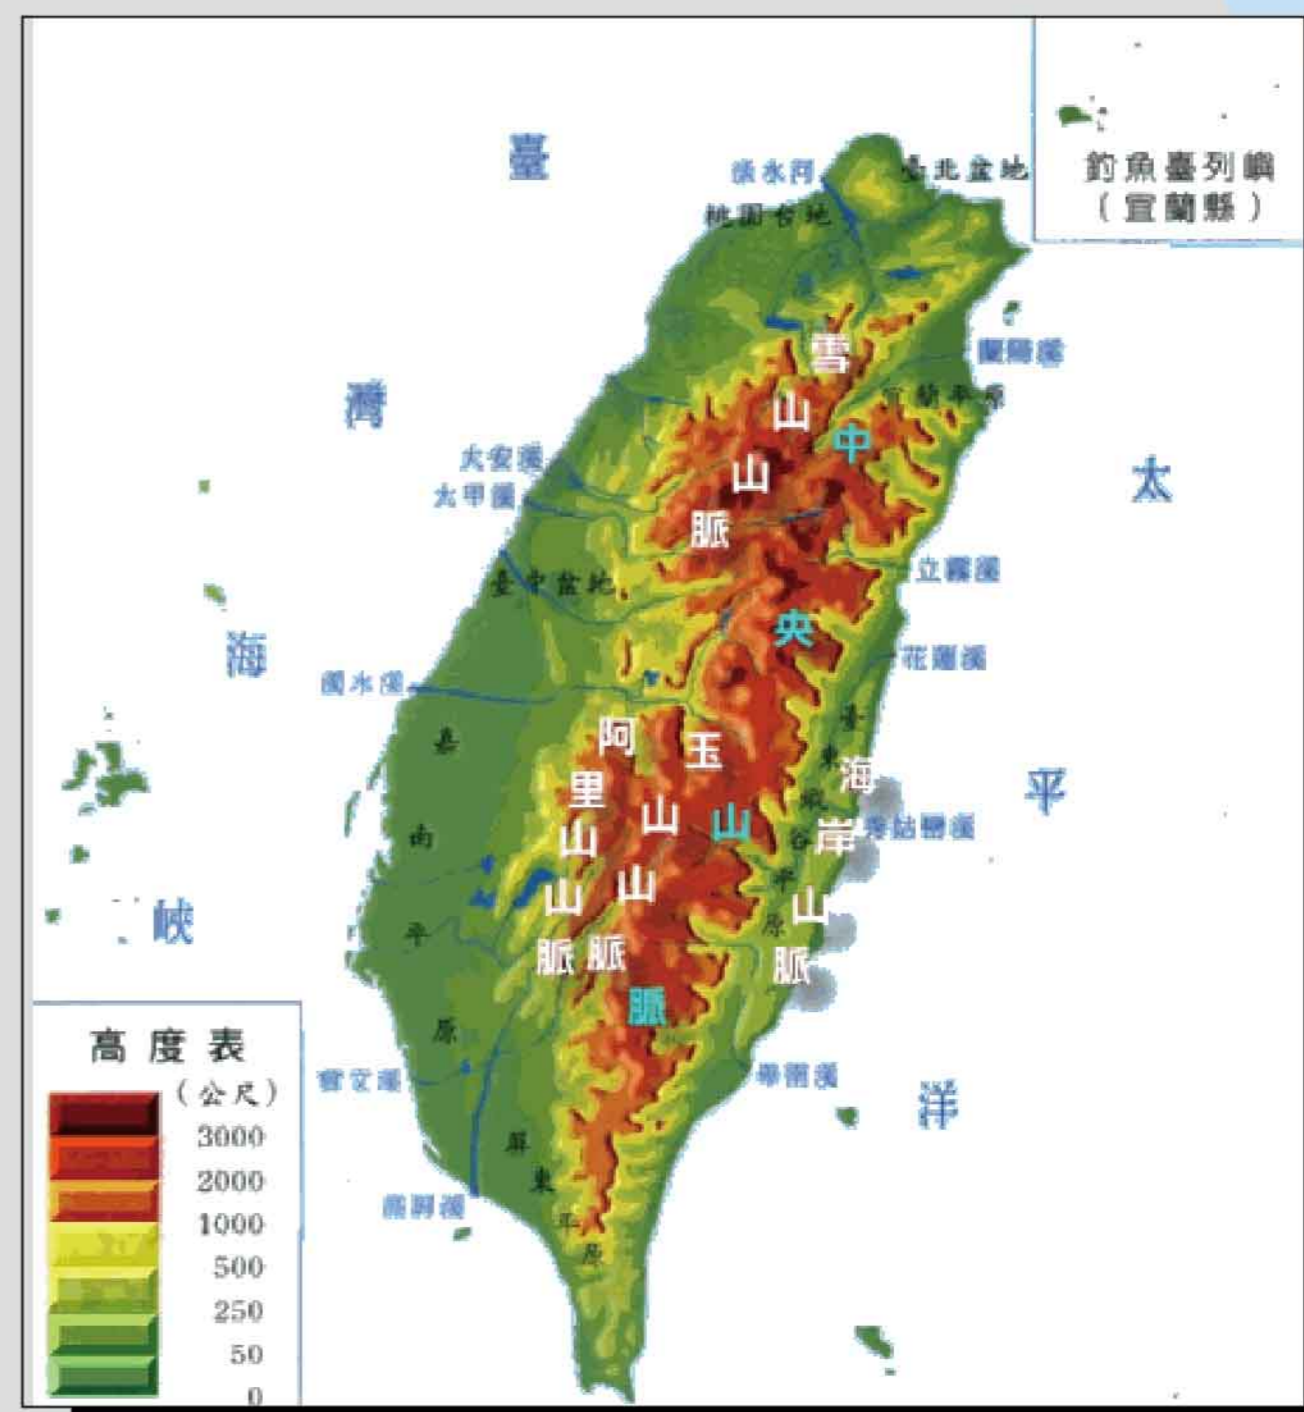 釣魚臺列嶼
（宜蘭縣）
臺灣海峽
太平洋
淡水河
臺北盆地
桃園台地
蘭陽溪
宜蘭平原
雪山山脈
中央山脈
大安溪
大甲溪
臺中盆地
立霧溪
花蓮溪
濁水溪
嘉南平原
阿里山山脈
玉山山脈
臺東縱谷平原
海岸山脈
秀姑巒溪
曾文溪
卑南溪
屏東平原
高度表
（公尺）
3000
2000
1000
500
250
50
0